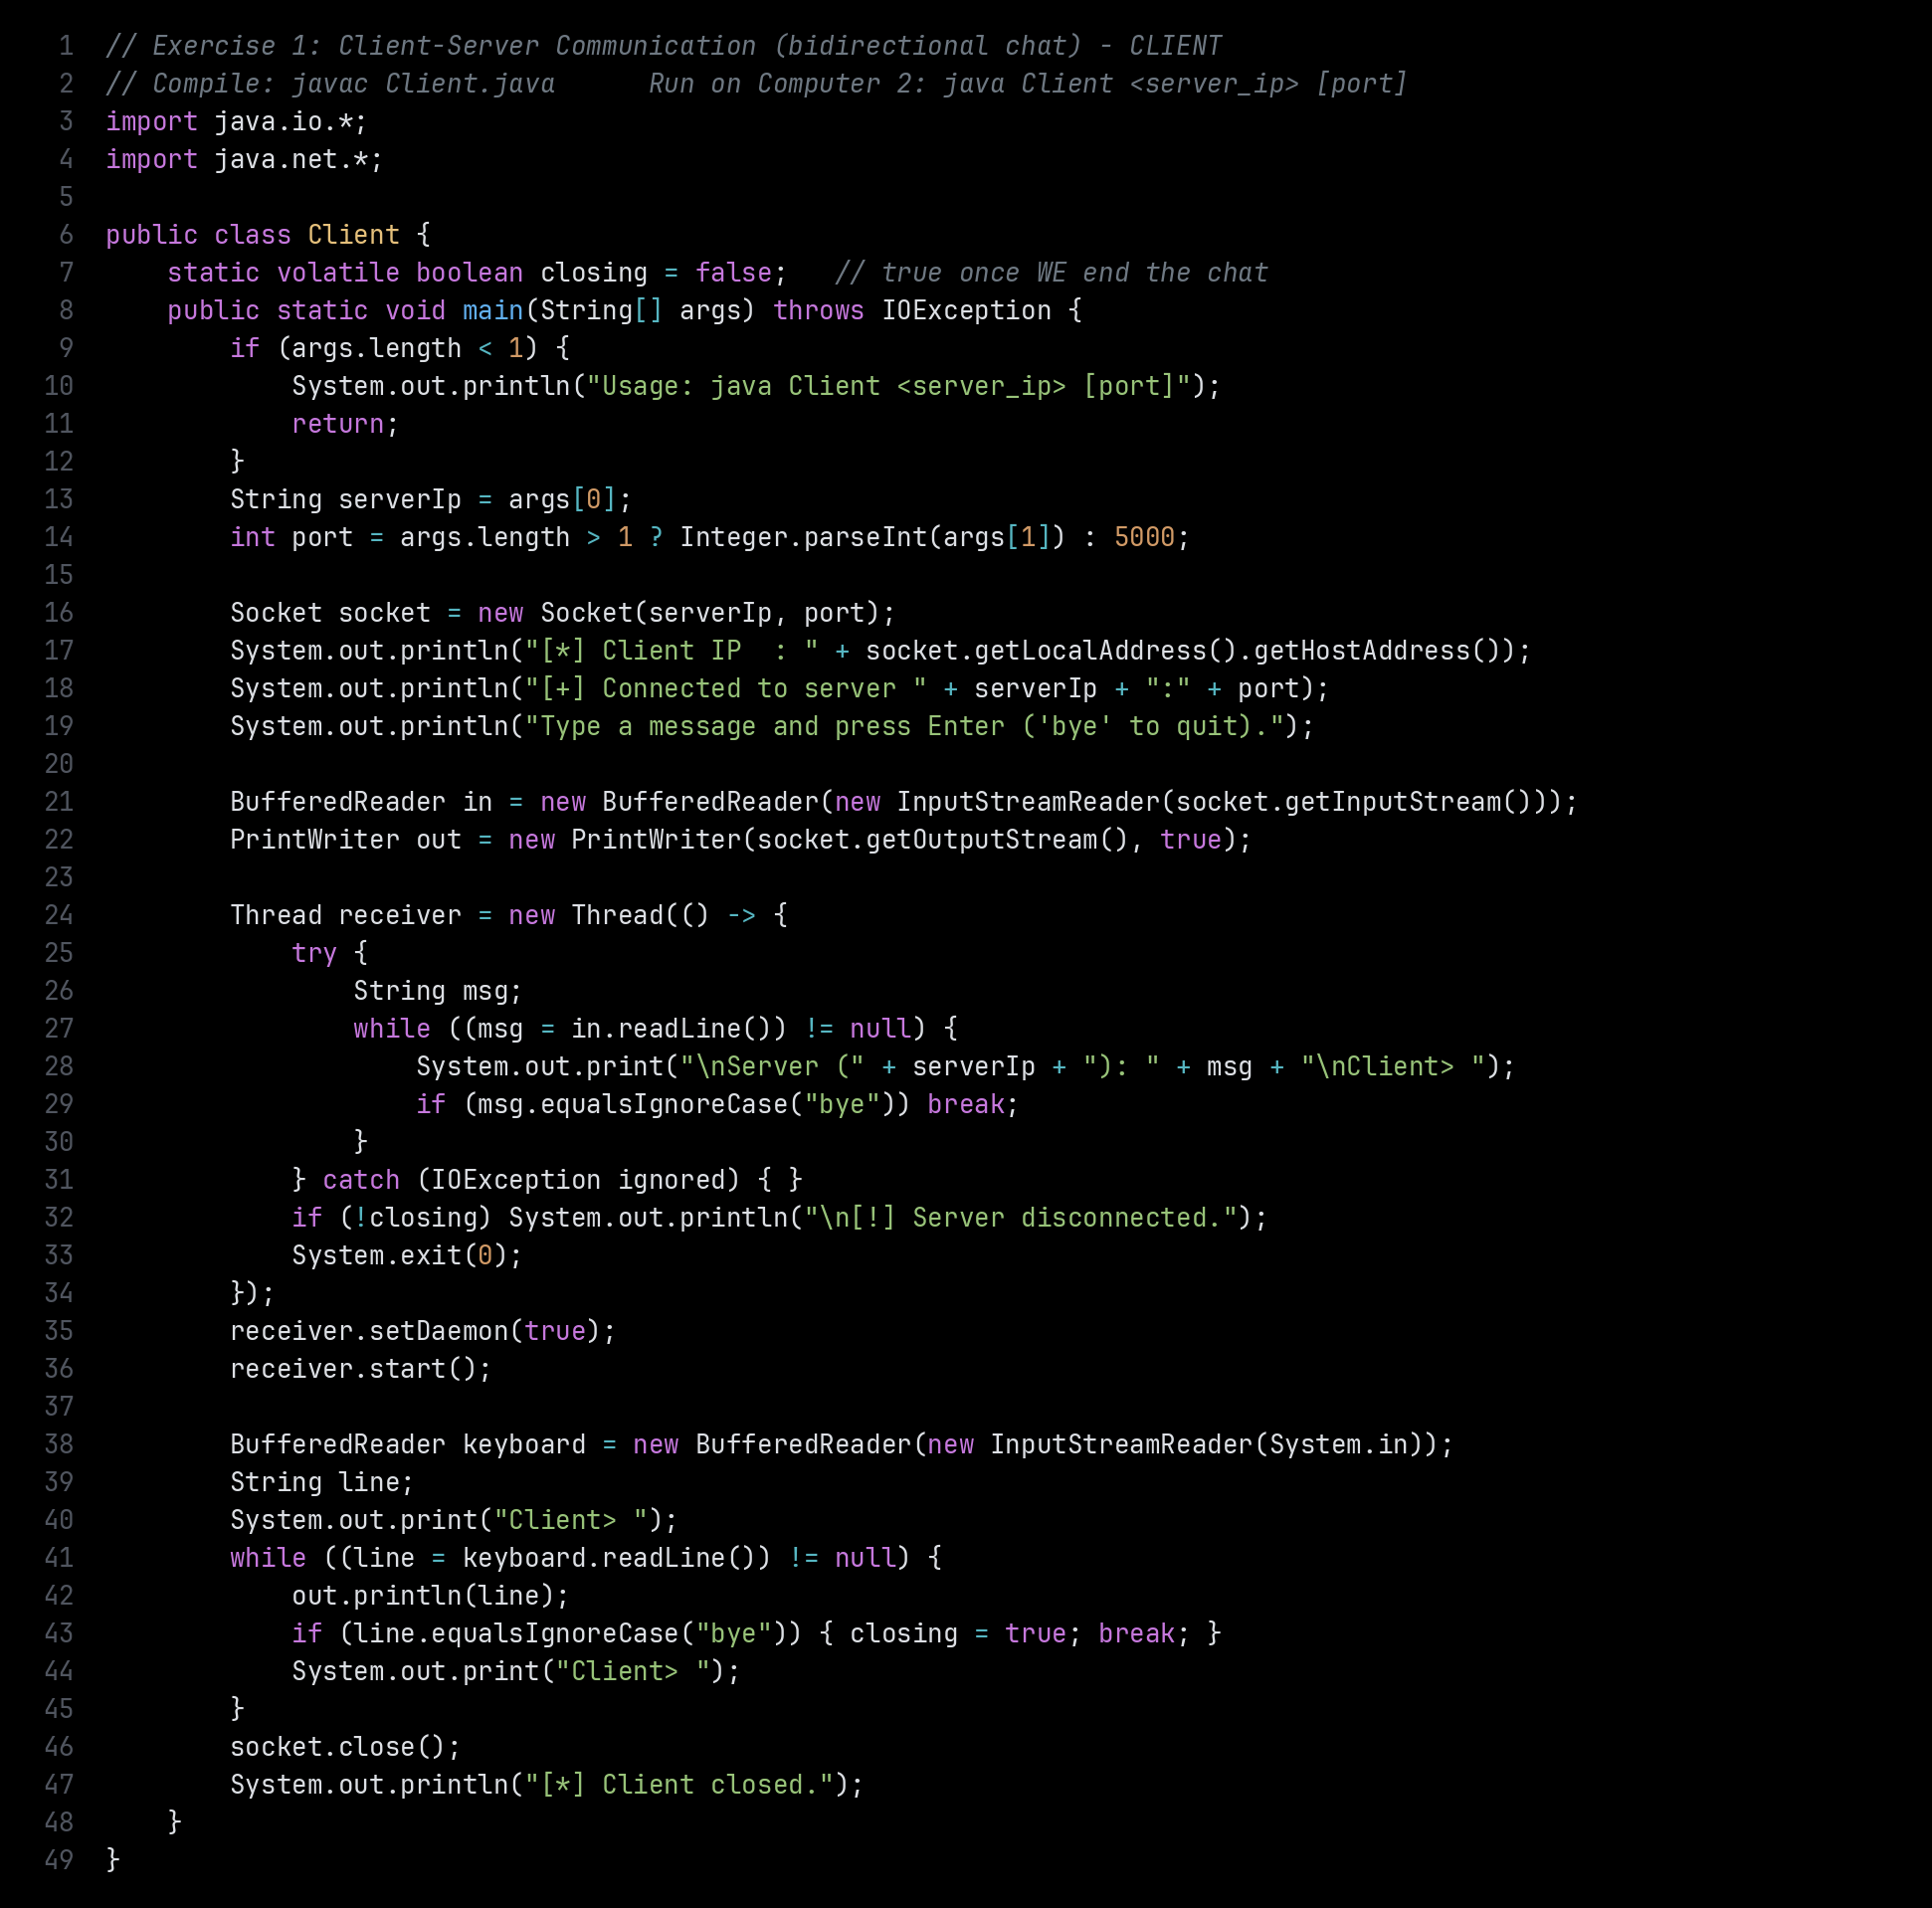 1 // Exercise 1: Client-Server Communication (bidirectional chat) - CLIENT
2 // Compile: javac Client.java      Run on Computer 2: java Client <server_ip> [port]
3 import java.io.*;
4 import java.net.*;
5
6 public class Client {
7     static volatile boolean closing = false;   // true once WE end the chat
8     public static void main(String[] args) throws IOException {
9         if (args.length < 1) {
10             System.out.println("Usage: java Client <server_ip> [port]");
11             return;
12         }
13         String serverIp = args[0];
14         int port = args.length > 1 ? Integer.parseInt(args[1]) : 5000;
15
16         Socket socket = new Socket(serverIp, port);
17         System.out.println("[*] Client IP  : " + socket.getLocalAddress().getHostAddress());
18         System.out.println("[+] Connected to server " + serverIp + ":" + port);
19         System.out.println("Type a message and press Enter ('bye' to quit).");
20
21         BufferedReader in = new BufferedReader(new InputStreamReader(socket.getInputStream()));
22         PrintWriter out = new PrintWriter(socket.getOutputStream(), true);
23
24         Thread receiver = new Thread(() -> {
25             try {
26                 String msg;
27                 while ((msg = in.readLine()) != null) {
28                     System.out.print("\nServer (" + serverIp + "): " + msg + "\nClient> ");
29                     if (msg.equalsIgnoreCase("bye")) break;
30                 }
31             } catch (IOException ignored) { }
32             if (!closing) System.out.println("\n[!] Server disconnected.");
33             System.exit(0);
34         });
35         receiver.setDaemon(true);
36         receiver.start();
37
38         BufferedReader keyboard = new BufferedReader(new InputStreamReader(System.in));
39         String line;
40         System.out.print("Client> ");
41         while ((line = keyboard.readLine()) != null) {
42             out.println(line);
43             if (line.equalsIgnoreCase("bye")) { closing = true; break; }
44             System.out.print("Client> ");
45         }
46         socket.close();
47         System.out.println("[*] Client closed.");
48     }
49 }